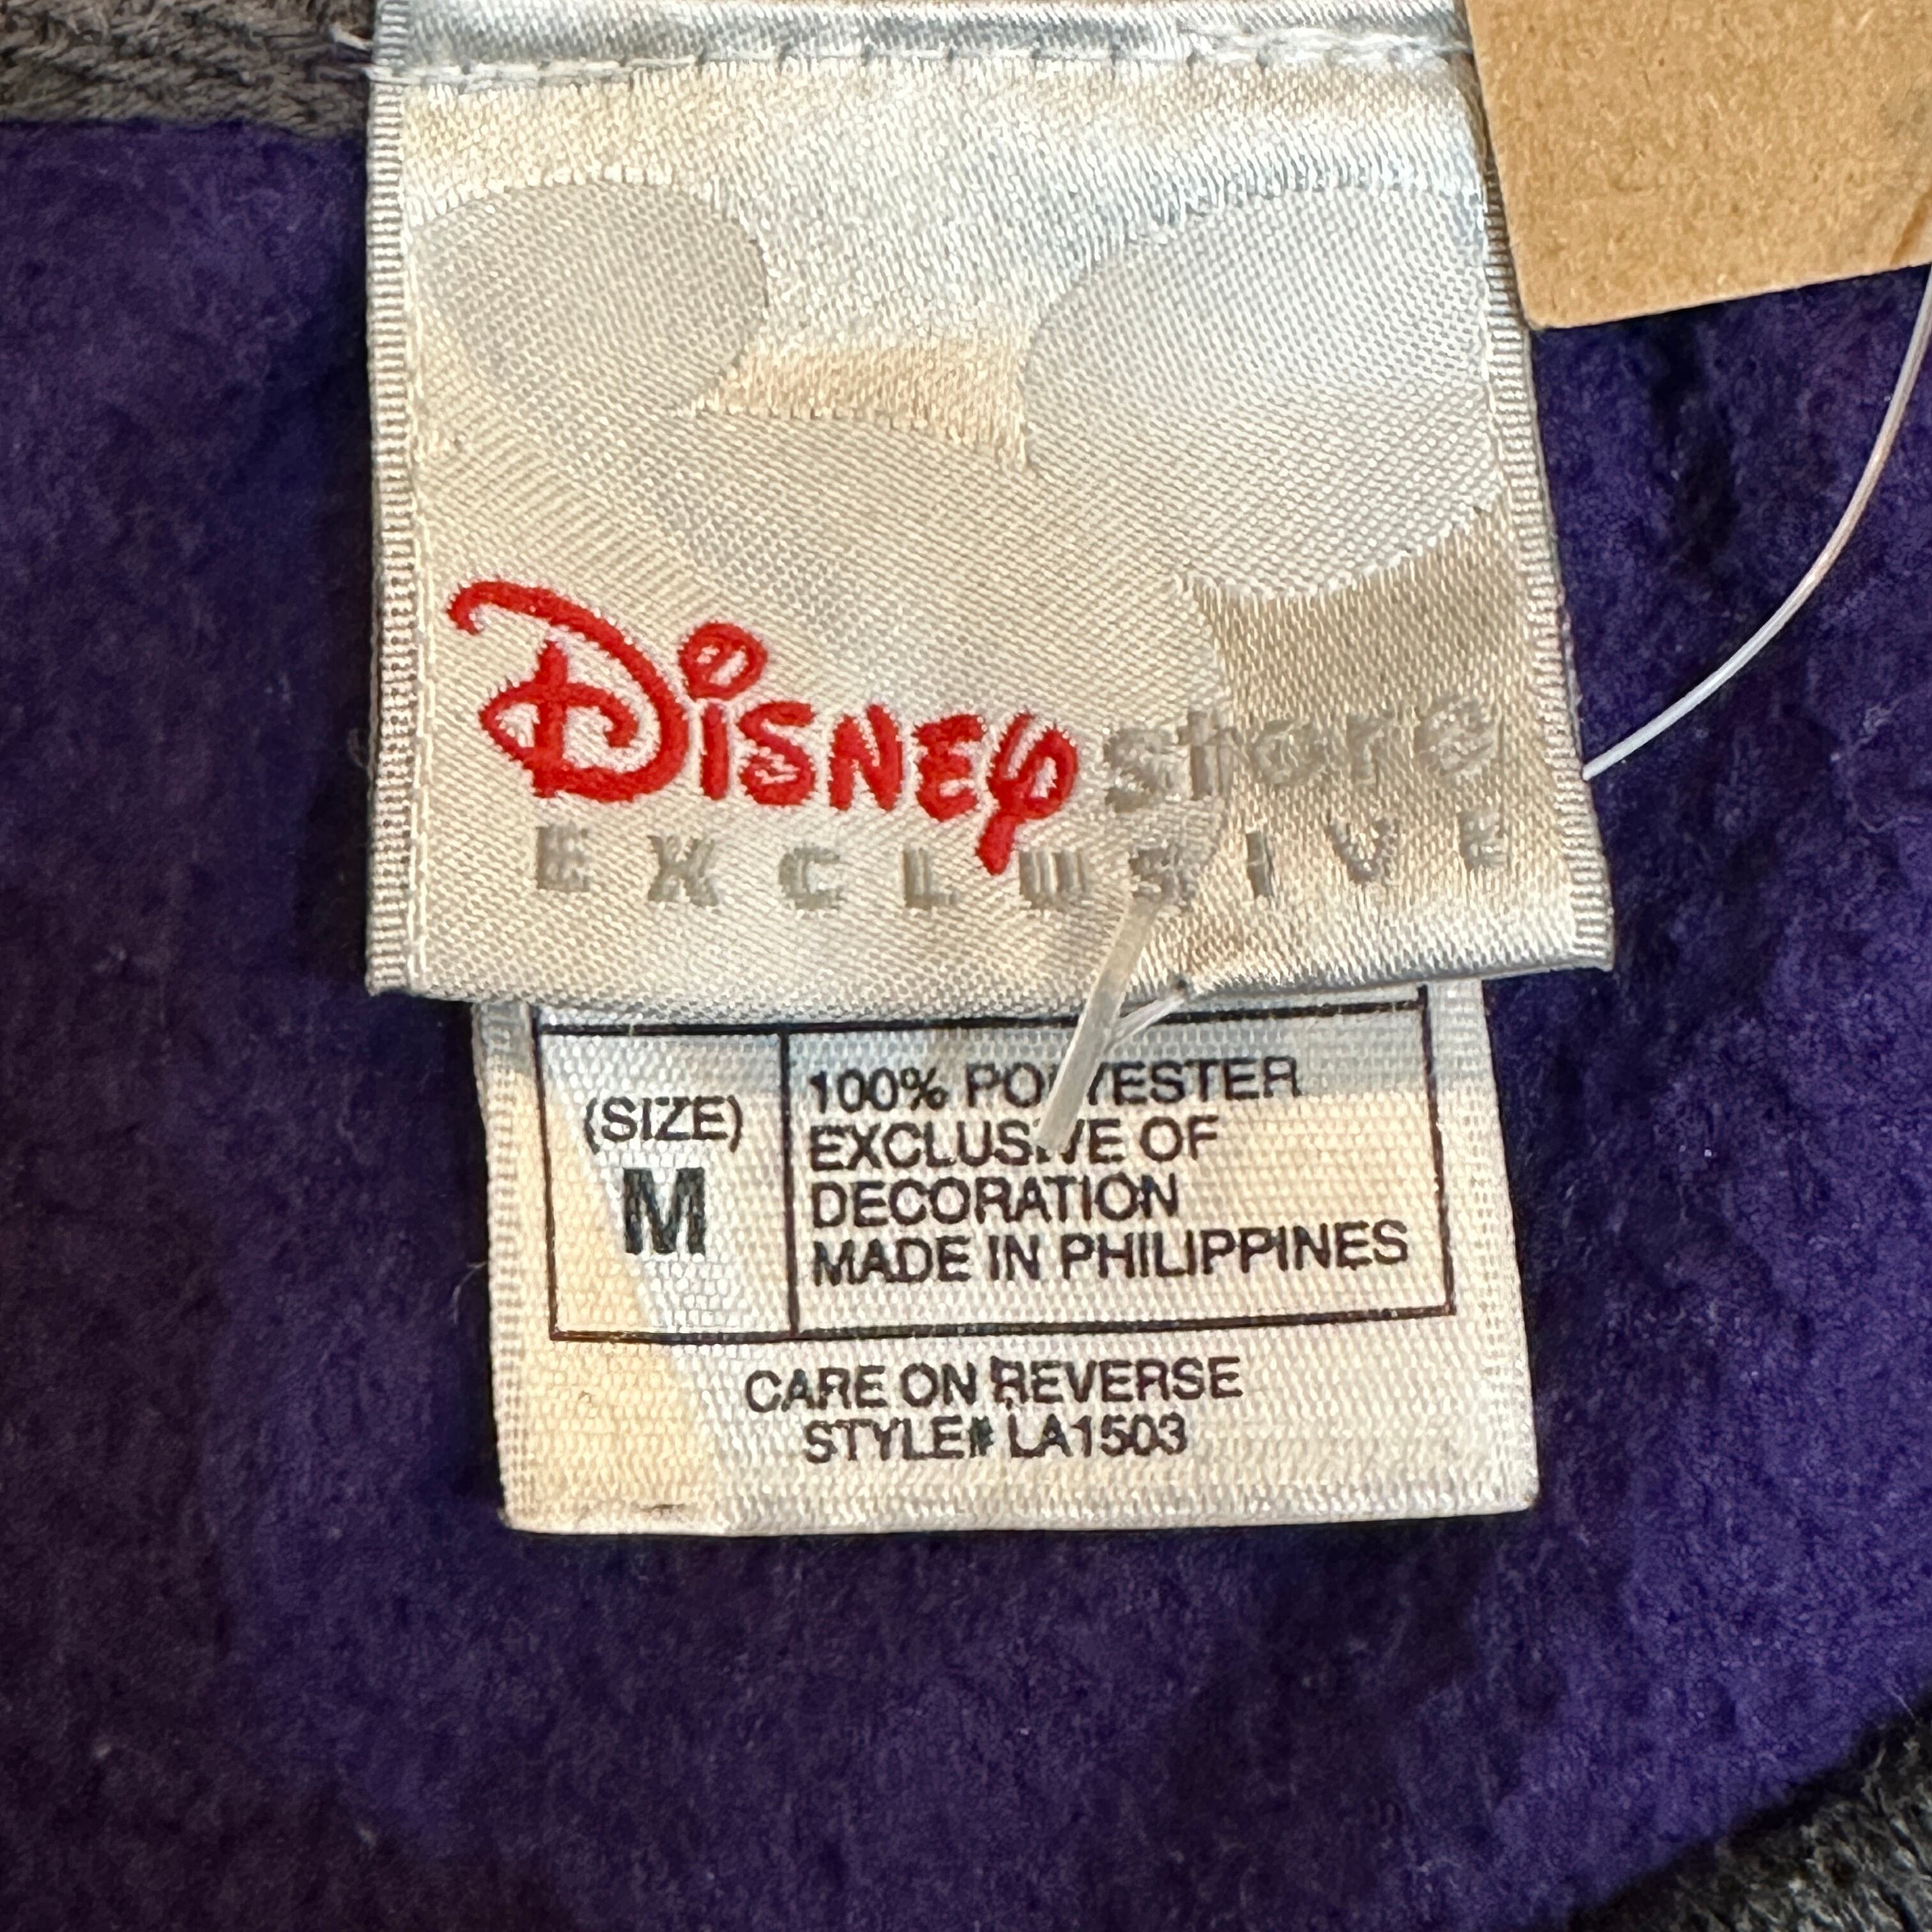 Disney store
EXCLUSIVE
(SIZE)
M
100% POLYESTER
EXCLUSIVE OF
DECORATION
MADE IN PHILIPPINES
CARE ON REVERSE
STYLE# LA1503